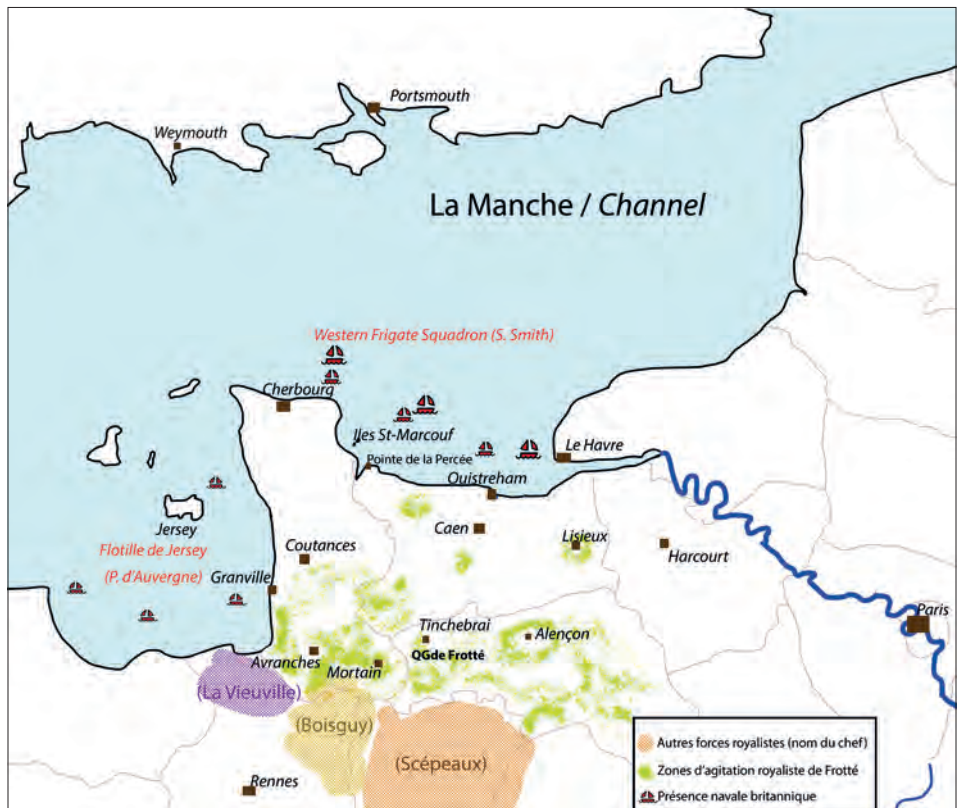 Portsmouth
Weymouth
La Manche / Channel
Western Frigate Squadron (S. Smith)
Cherbourg
Iles St-Marcouf
Pointe de la Percée
Le Havre
Ouistreham
Jersey
Caen
Lisieux
Harcourt
Flotille de Jersey
(P. d'Auvergne)
Coutances
Granville
Paris
Tinchebrai
Alençon
QGde Frotté
Avranches
Mortain
(La Vieuville)
(Boisguy)
(Scépeaux)
Rennes
Autres forces royalistes (nom du chef)
Zones d'agitation royaliste de Frotté
Présence navale britannique